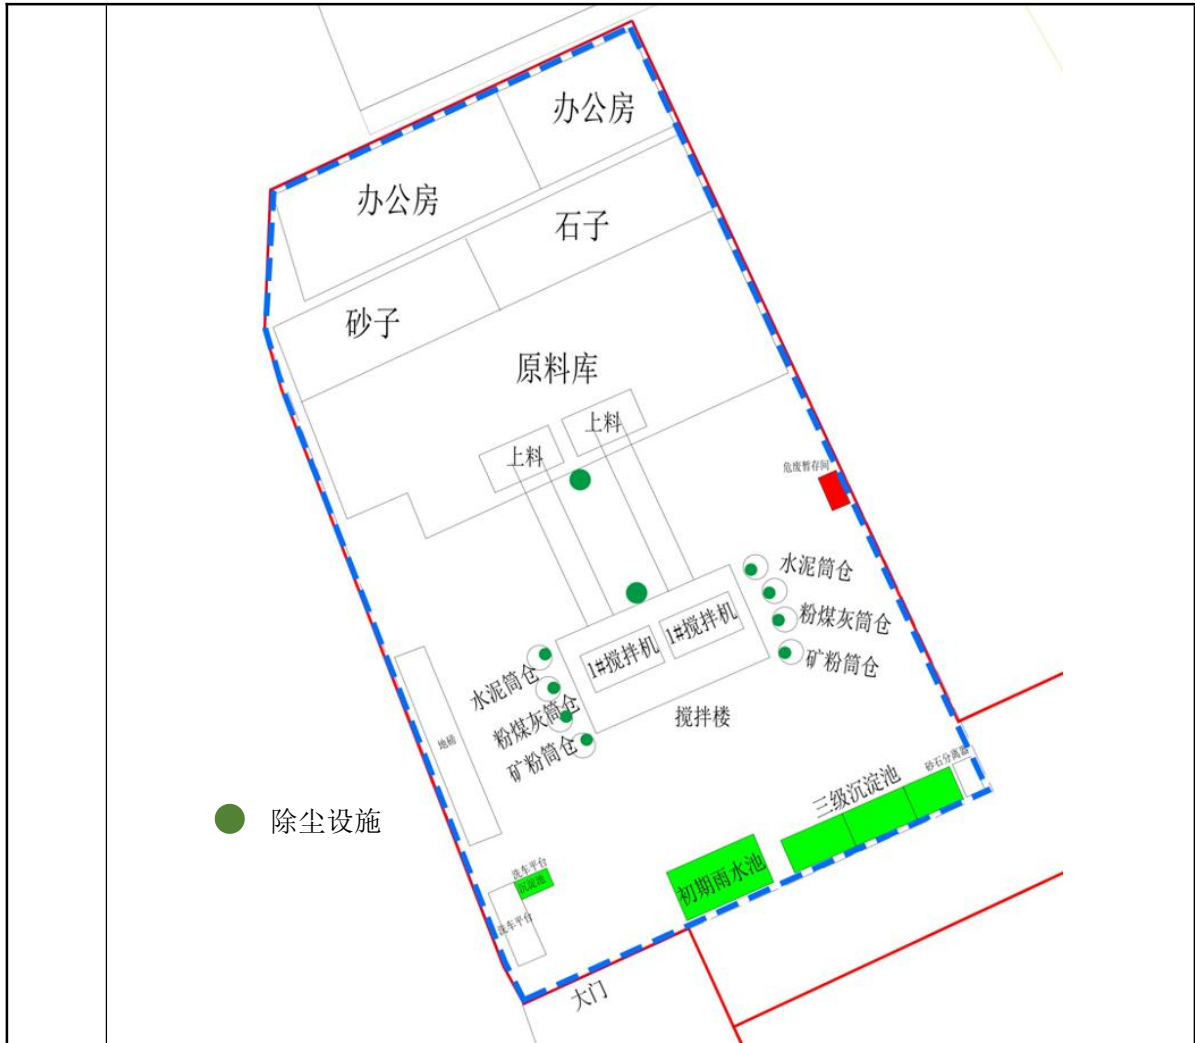 办公房
办公房
石子
砂子
原料库
上料
上料
危废暂存间
水泥筒仓
粉煤灰筒仓
矿粉筒仓
1#搅拌机
1#搅拌机
水泥筒仓
粉煤灰筒仓
矿粉筒仓
搅拌楼
地磅
砂石分离器
三级沉淀池
除尘设施
初期雨水池
洗车平台
沉淀池
洗车平台
大门